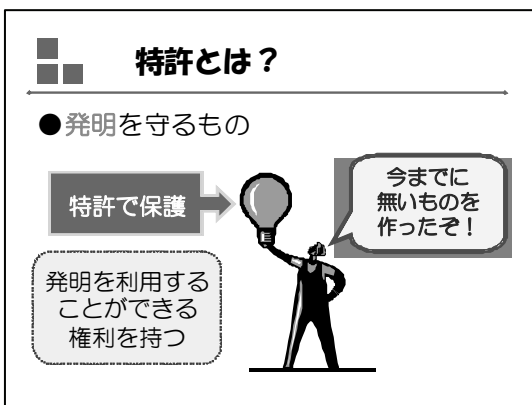 特許とは？
●発明を守るもの
特許で保護
今までに
無いものを
作ったぞ！
発明を利用する
ことができる
権利を持つ